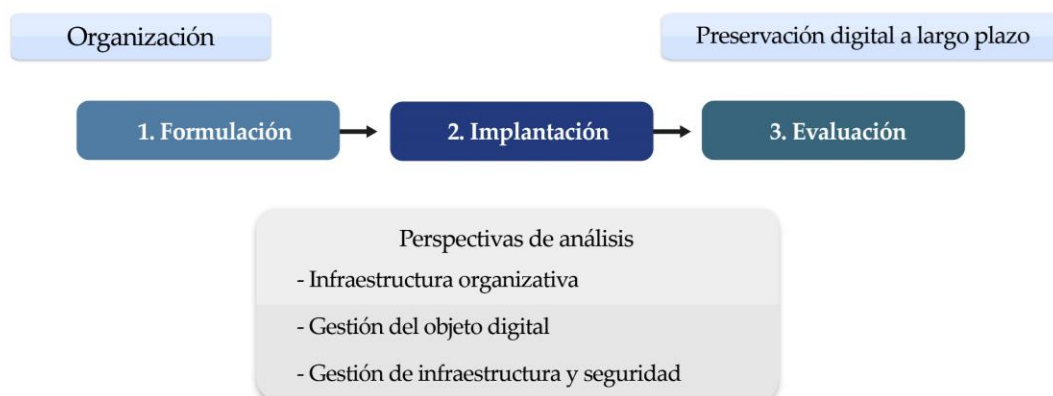 Organización
Preservación digital a largo plazo
1. Formulación
2. Implantación
3. Evaluación
Perspectivas de análisis
- Infraestructura organizativa
- Gestión del objeto digital
- Gestión de infraestructura y seguridad